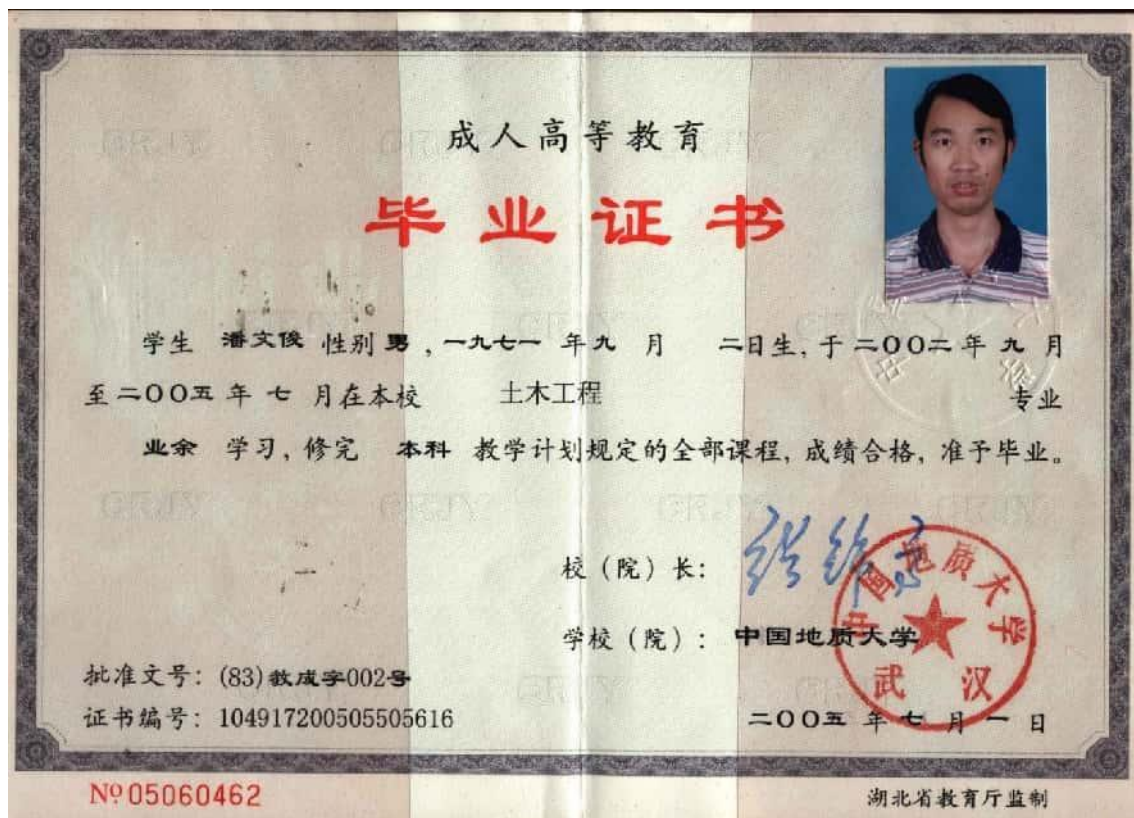 成人高等教育
毕业证书
学生 潘文俊 性别 男，一九七一 年 九 月 二日生，于 二〇〇二 年 九 月
至 二〇〇五 年 七 月在本校 土木工程 专业
业余 学习，修完 本科 教学计划规定的全部课程，成绩合格，准予毕业。
校（院）长：
学校（院）：中国地质大学
中国地质大学
武汉
批准文号：(83)教成字002号
证书编号：104917200505505616
二〇〇五 年 七 月 一 日
№ 05060462
湖北省教育厅监制